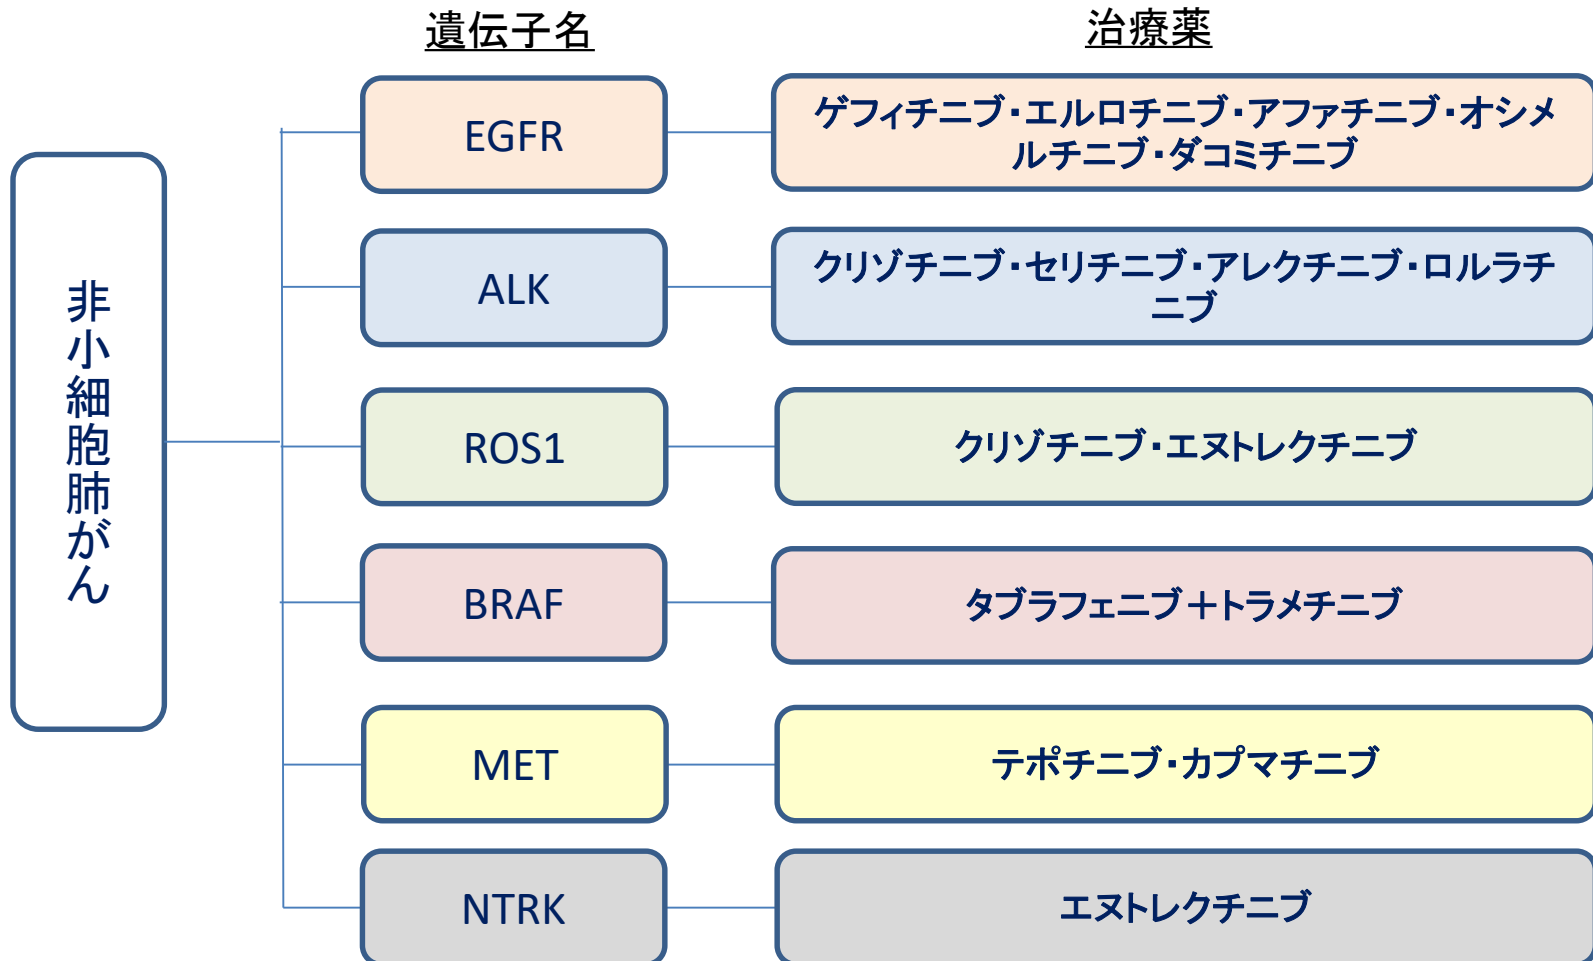 遺伝子名
治療薬
非小細胞肺がん
EGFR
ゲフィチニブ・エルロチニブ・アファチニブ・オシメ
ルチニブ・ダコミチニブ
ALK
クリゾチニブ・セリチニブ・アレクチニブ・ロルラチ
ニブ
ROS1
クリゾチニブ・エヌトレクチニブ
BRAF
タブラフェニブ＋トラメチニブ
MET
テポチニブ・カプマチニブ
NTRK
エヌトレクチニブ